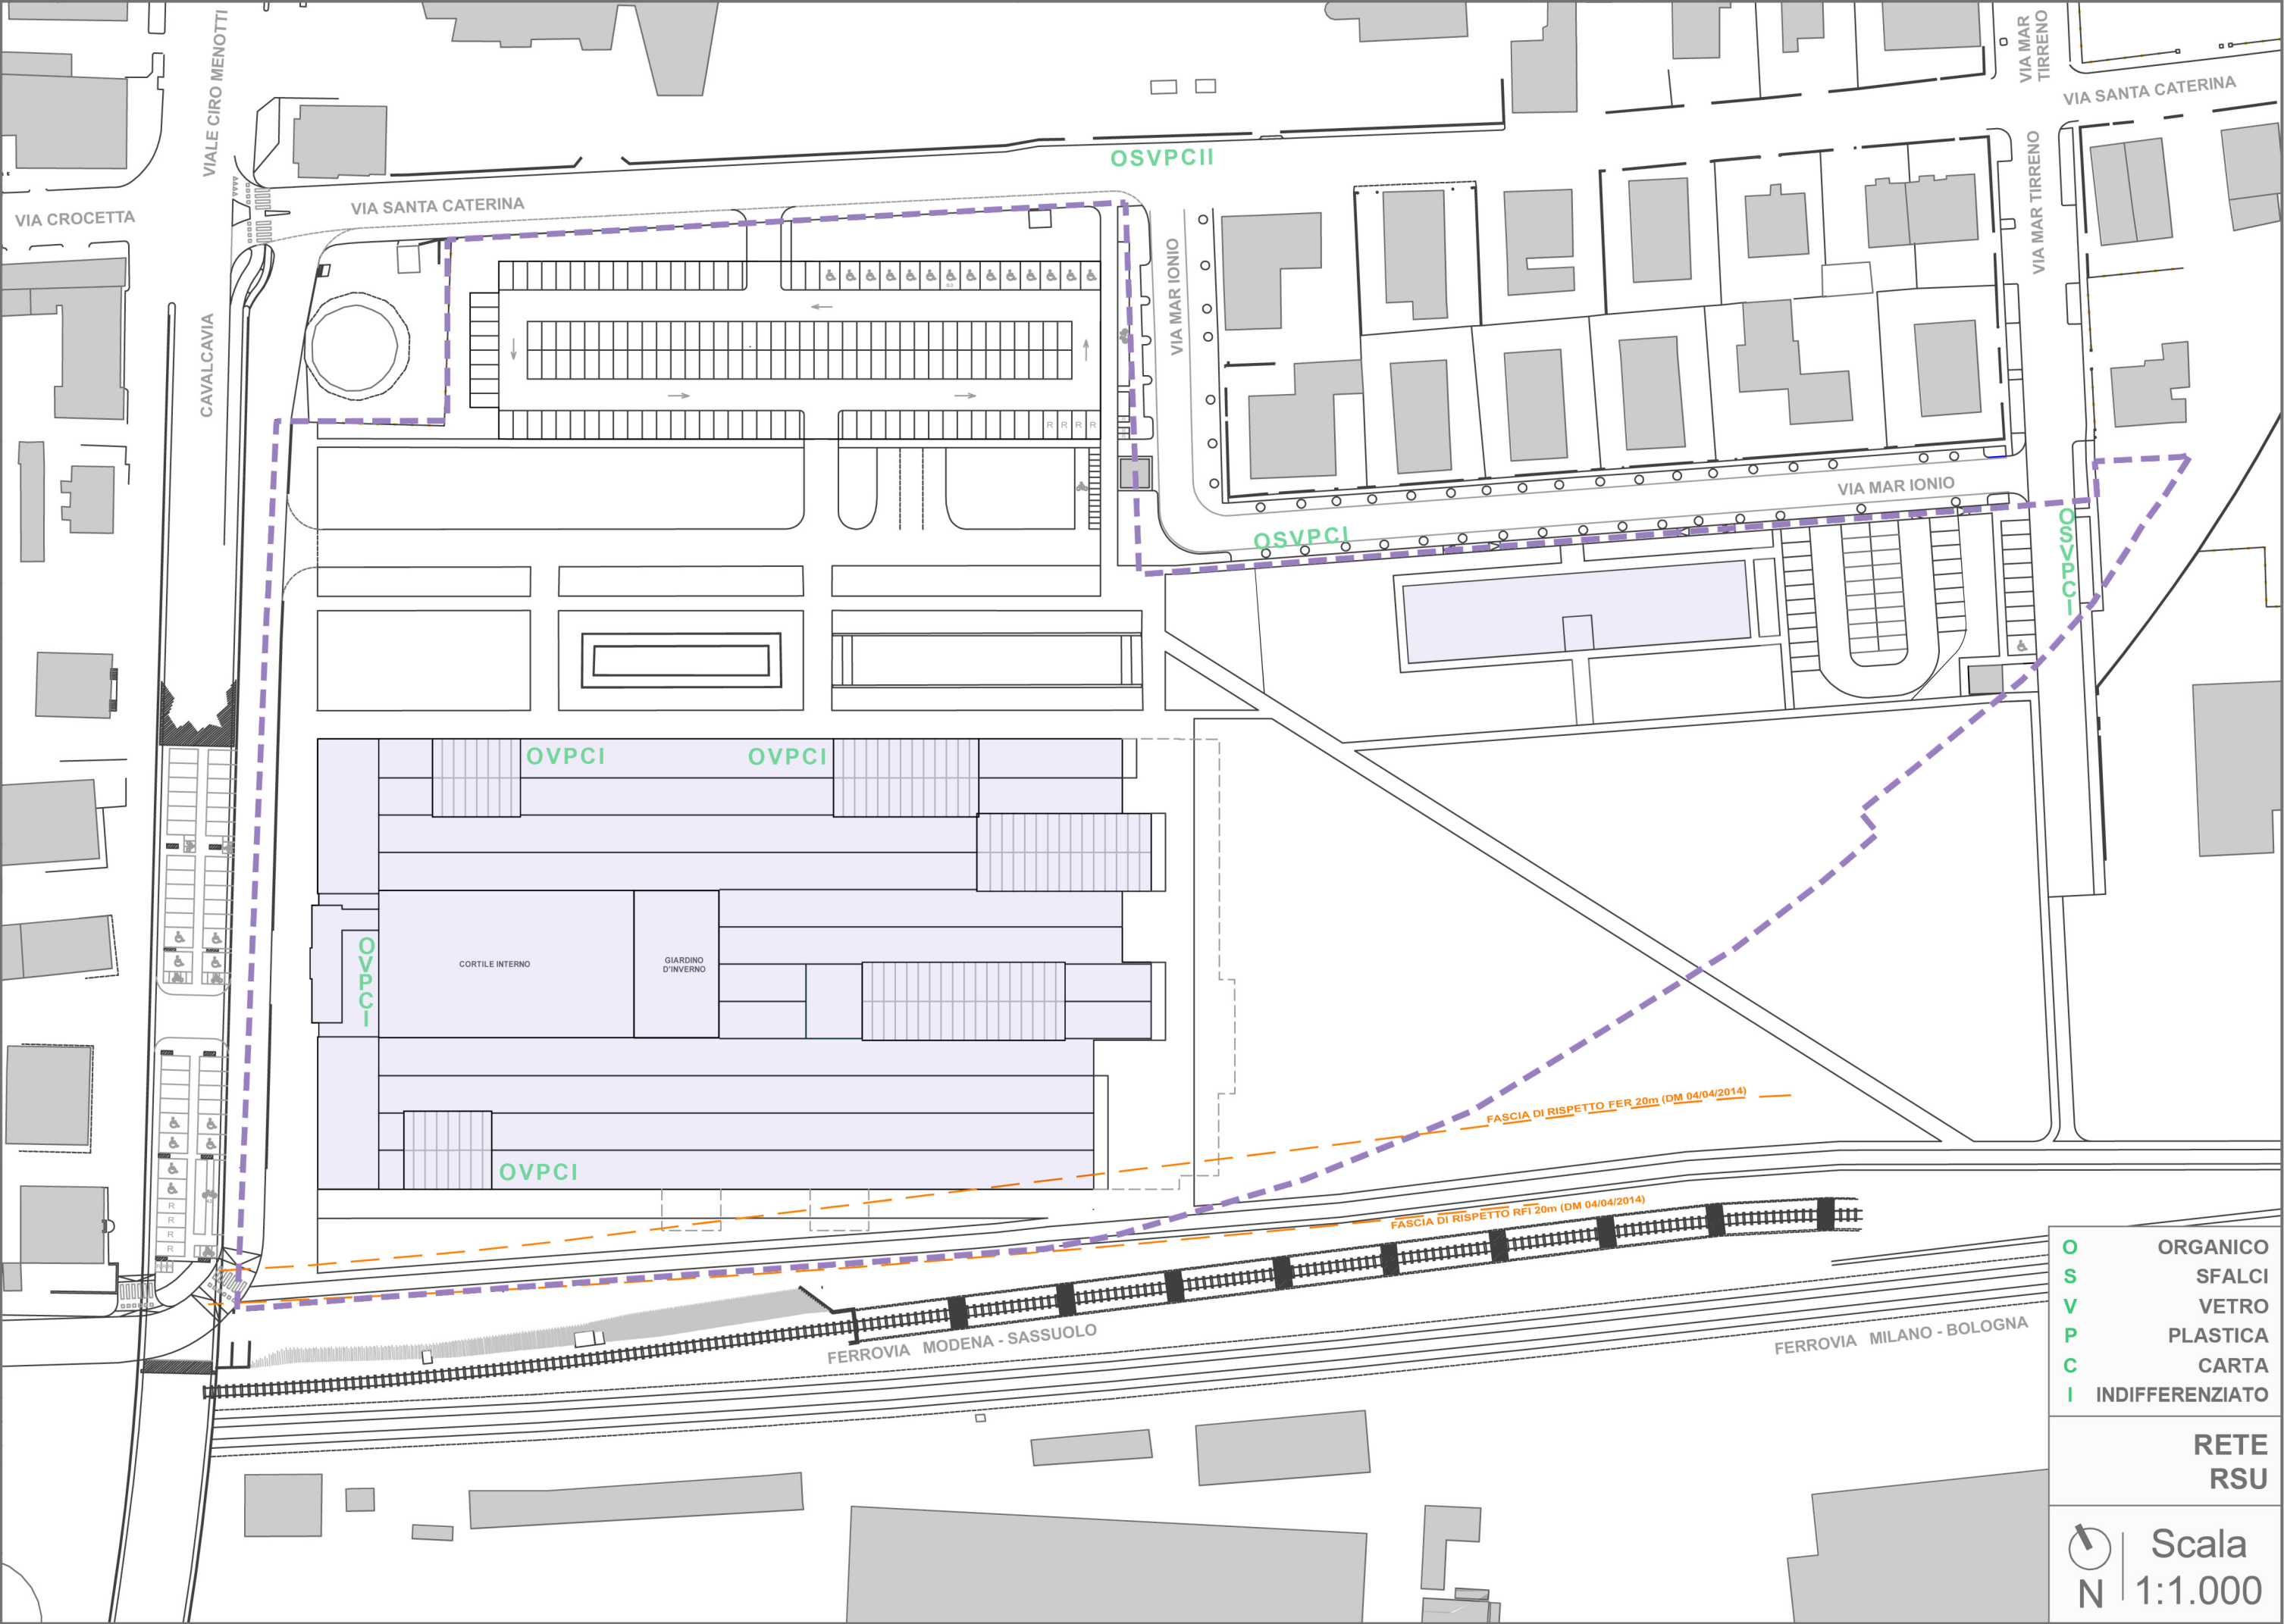 VIALE CIRO MENOTTI
VIA MAR
TIRRENO
VIA SANTA CATERINA
OSVPCII
VIA CROCETTA
VIA SANTA CATERINA
VIA MAR TIRRENO
VIA MAR IONIO
CAVALCAVIA
R R R R
VIA MAR IONIO
OSVPCI
OSVPCI
OVPCI
OVPCI
OVPCI
CORTILE INTERNO
GIARDINO
D'INVERNO
FASCIA DI RISPETTO FER 20m (DM 04/04/2014)
OVPCI
R
R
R
R
FASCIA DI RISPETTO RFI 20m (DM 04/04/2014)
FERROVIA MODENA - SASSUOLO
FERROVIA MILANO - BOLOGNA
O ORGANICO
S SFALCI
V VETRO
P PLASTICA
C CARTA
I INDIFFERENZIATO
RETE
RSU
N
Scala
1:1.000